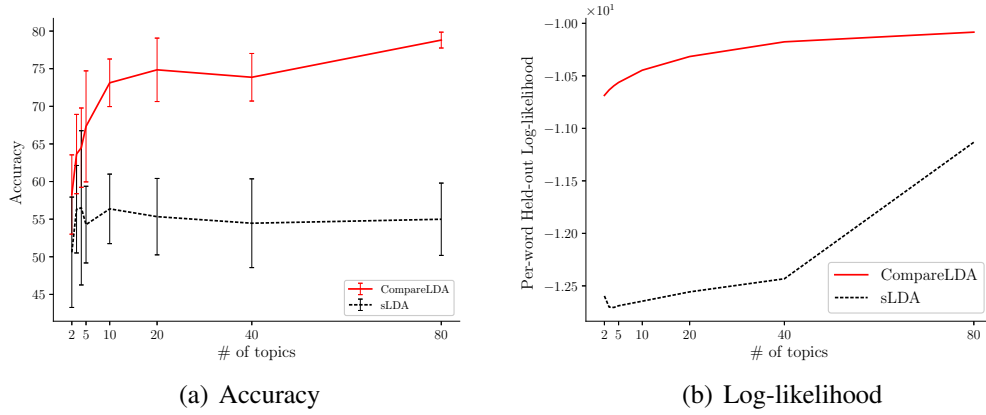 80
75
70
65
60
55
50
45
Accuracy
2
5
10
20
40
80
# of topics
CompareLDA
sLDA
(a) Accuracy
×10¹
−1.00
−1.05
−1.10
−1.15
−1.20
−1.25
Per-word Held-out Log-likelihood
2
5
10
20
40
80
# of topics
CompareLDA
sLDA
(b) Log-likelihood